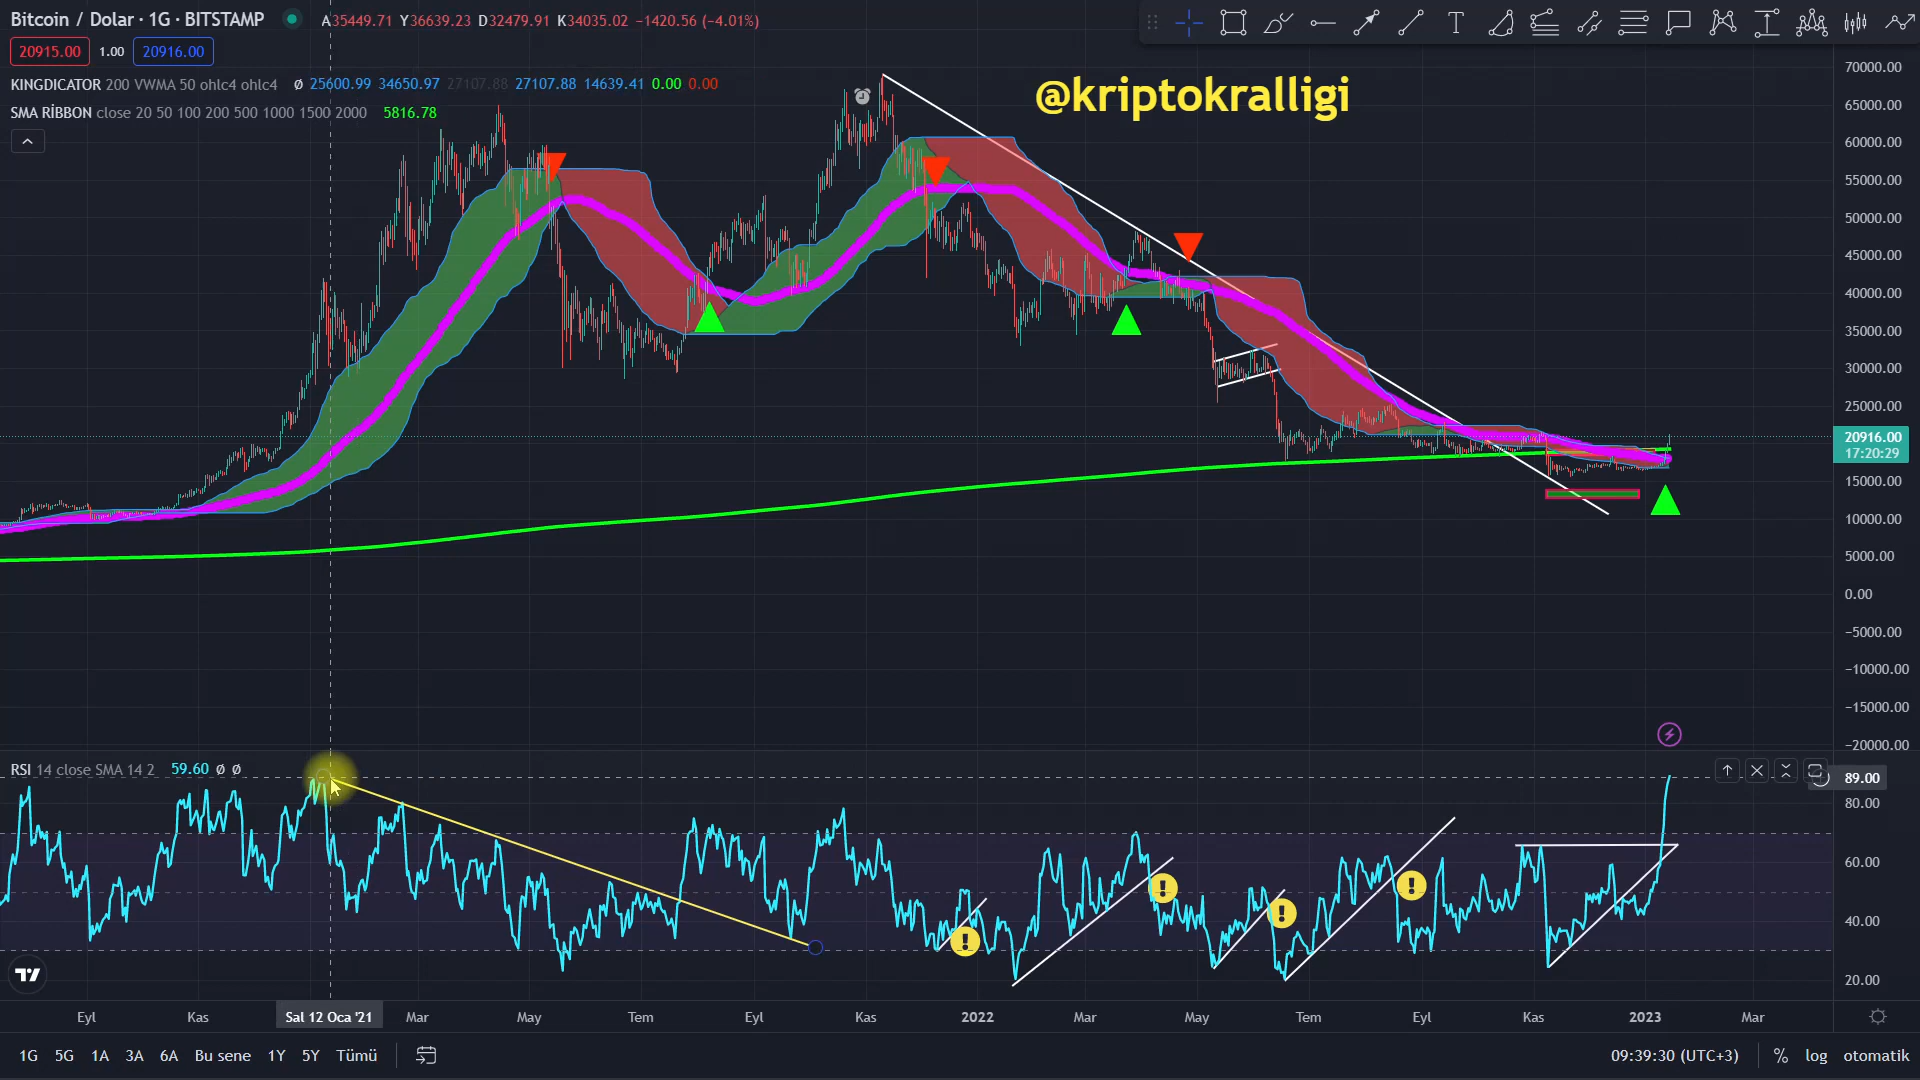 Bitcoin / Dolar · 1G · BITSTAMP A35449.71 Y36639.23 D32479.91 K34035.02 −1420.56 (−4.01%)
20915.00 1.00 20916.00
KINGDICATOR 200 VWMA 50 ohlc4 ohlc4 Ø 25600.99 34650.97 27107.88 27107.88 14639.41 0.00 0.00
SMA RİBBON close 20 50 100 200 500 1000 1500 2000 5816.78
@kriptokralligi
T
70000.00
65000.00
60000.00
55000.00
50000.00
45000.00
40000.00
35000.00
30000.00
25000.00
20916.00
17:20:29
15000.00
10000.00
5000.00
0.00
−5000.00
−10000.00
−15000.00
−20000.00
RSI 14 close SMA 14 2 59.60 Ø Ø
89.00
80.00
60.00
40.00
20.00
! ! ! !
Eyl Kas Sal 12 Oca '21 Mar May Tem Eyl Kas 2022 Mar May Tem Eyl Kas 2023 Mar
1G 5G 1A 3A 6A Bu sene 1Y 5Y Tümü 09:39:30 (UTC+3) % log otomatik